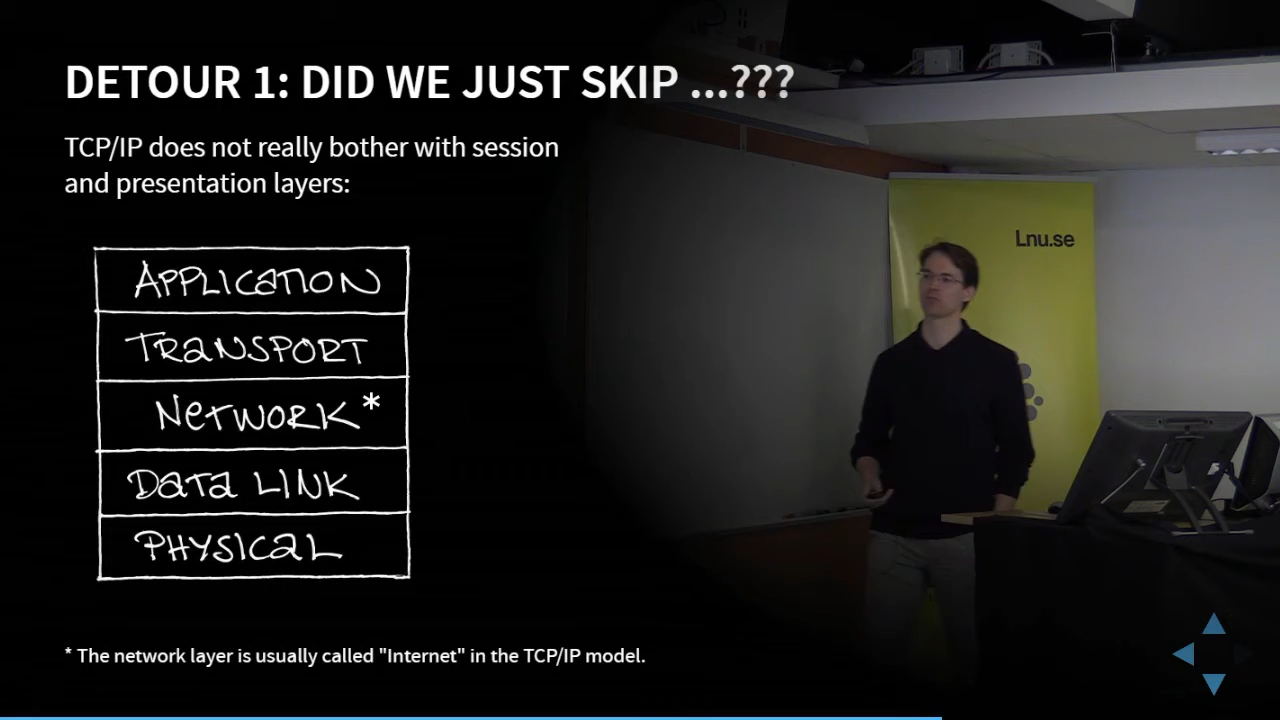 DETOUR 1: DID WE JUST SKIP ...???
TCP/IP does not really bother with session
and presentation layers:
APPLICATION
TRANSPORT
NETWORK*
DATA LINK
PHYSICAL
* The network layer is usually called "Internet" in the TCP/IP model.
Lnu.se